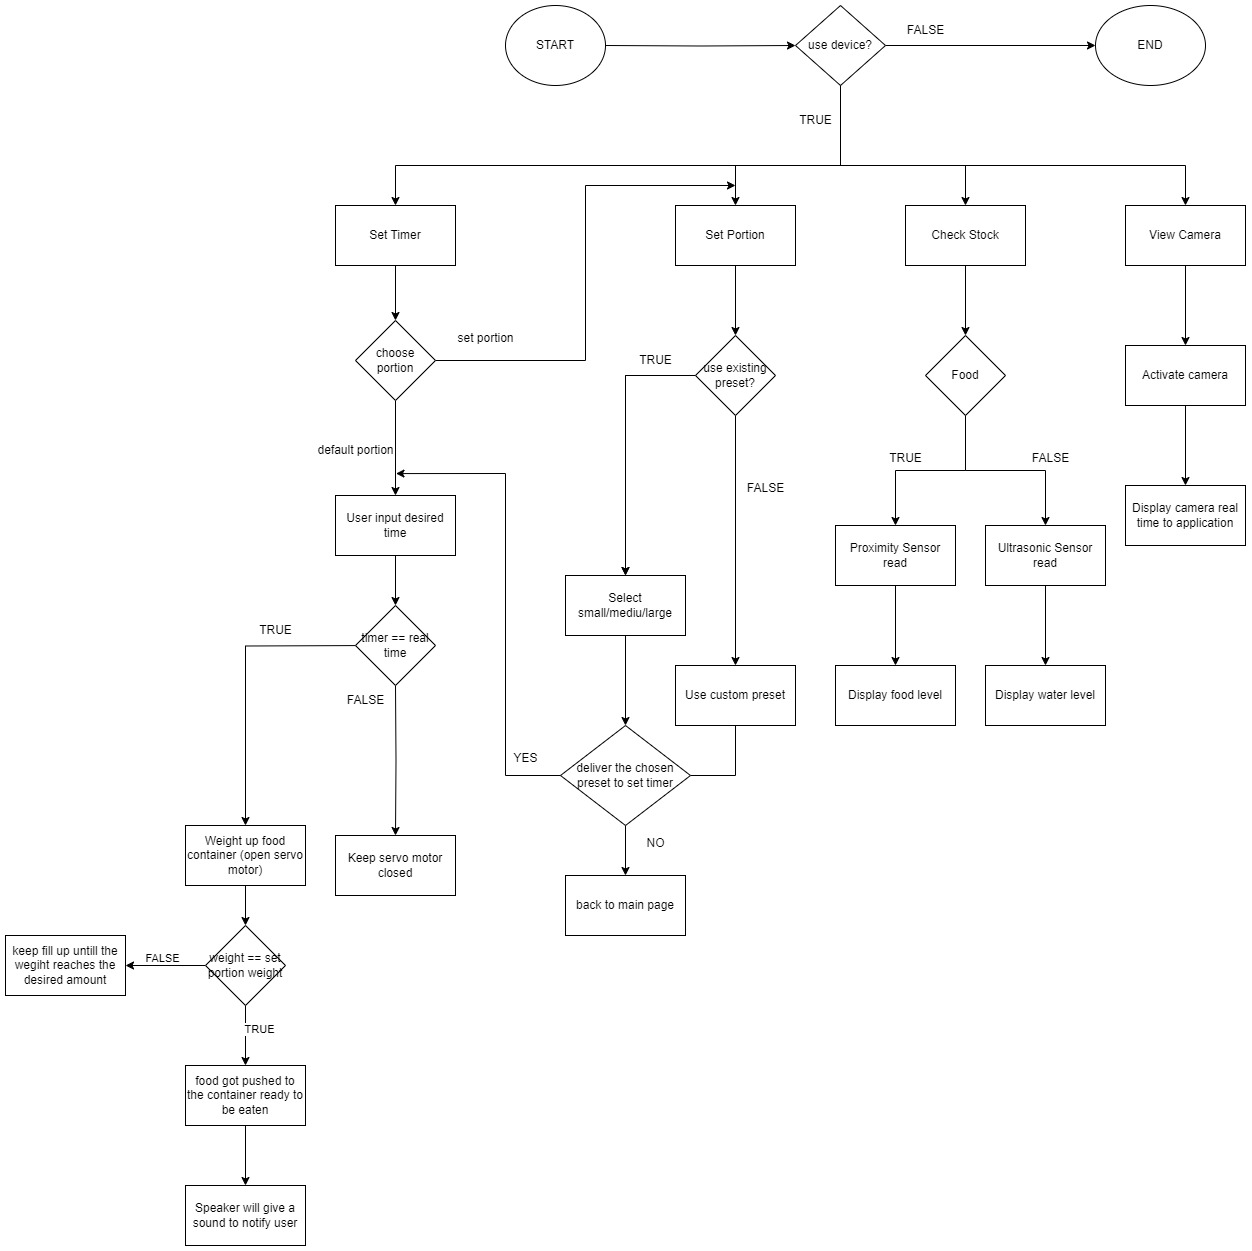 START
use device?
FALSE
END
TRUE
Set Timer
Set Portion
Check Stock
View Camera
choose
portion
set portion
TRUE
use existing
preset?
Food
Activate camera
default portion
TRUE
FALSE
FALSE
User input desired
time
Proximity Sensor
read
Ultrasonic Sensor
read
Display camera real
time to application
Select
small/mediu/large
TRUE
timer == real
time
FALSE
Use custom preset
Display food level
Display water level
YES
deliver the chosen
preset to set timer
NO
Weight up food
container (open servo
motor)
Keep servo motor
closed
back to main page
keep fill up untill the
wegiht reaches the
desired amount
FALSE
weight == set
portion weight
TRUE
food got pushed to
the container ready to
be eaten
Speaker will give a
sound to notify user